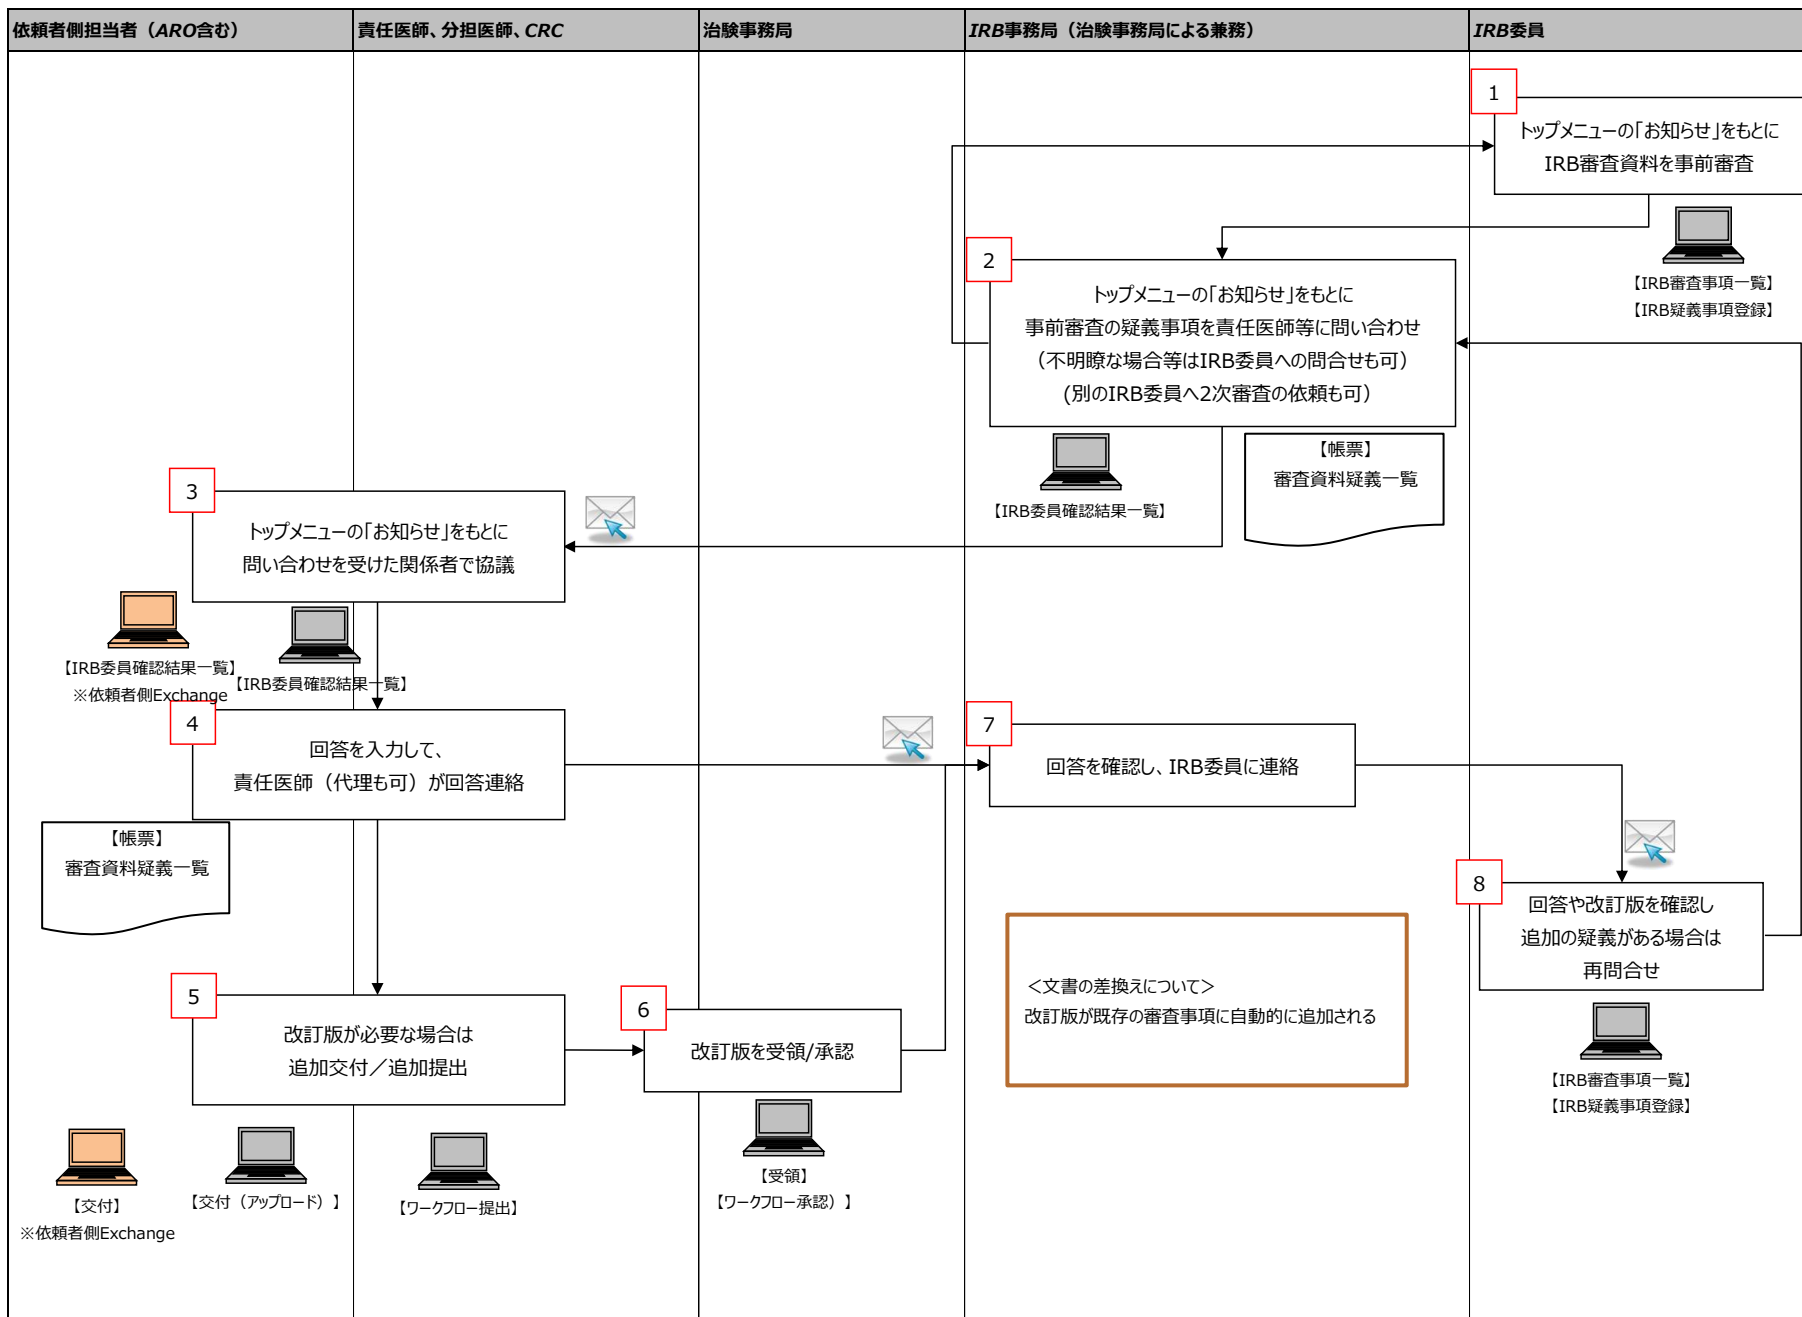 依頼者側担当者（ARO含む）
責任医師、分担医師、CRC
治験事務局
IRB事務局（治験事務局による兼務）
IRB委員
1
トップメニューの「お知らせ」をもとに
IRB審査資料を事前審査
【IRB審査事項一覧】
【IRB疑義事項登録】
2
トップメニューの「お知らせ」をもとに
事前審査の疑義事項を責任医師等に問い合わせ
（不明瞭な場合等はIRB委員への問合せも可）
(別のIRB委員へ2次審査の依頼も可）
【IRB委員確認結果一覧】
【帳票】
審査資料疑義一覧
3
トップメニューの「お知らせ」をもとに
問い合わせを受けた関係者で協議
【IRB委員確認結果一覧】
※依頼者側Exchange
【IRB委員確認結果一覧】
4
回答を入力して、
責任医師（代理も可）が回答連絡
【帳票】
審査資料疑義一覧
7
回答を確認し、IRB委員に連絡
8
回答や改訂版を確認し
追加の疑義がある場合は
再問合せ
【IRB審査事項一覧】
【IRB疑義事項登録】
5
改訂版が必要な場合は
追加交付／追加提出
【交付】
※依頼者側Exchange
【交付（アップロード）】
【ワークフロー提出】
6
改訂版を受領/承認
【受領】
【ワークフロー承認）】
＜文書の差換えについて＞
改訂版が既存の審査事項に自動的に追加される